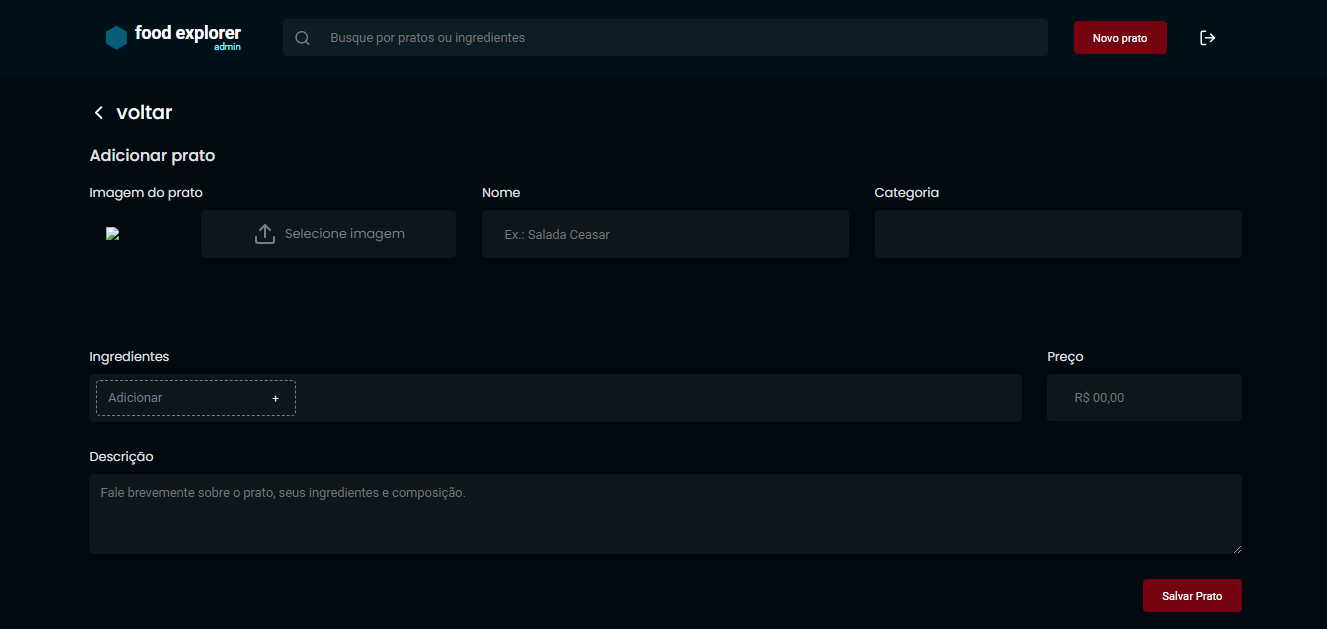 food explorer
admin
Busque por pratos ou ingredientes
Novo prato
voltar
Adicionar prato
Imagem do prato
Nome
Categoria
Selecione imagem
Ex.: Salada Ceasar
Ingredientes
Preço
Adicionar +
R$ 00,00
Descrição
Fale brevemente sobre o prato, seus ingredientes e composição.
Salvar Prato